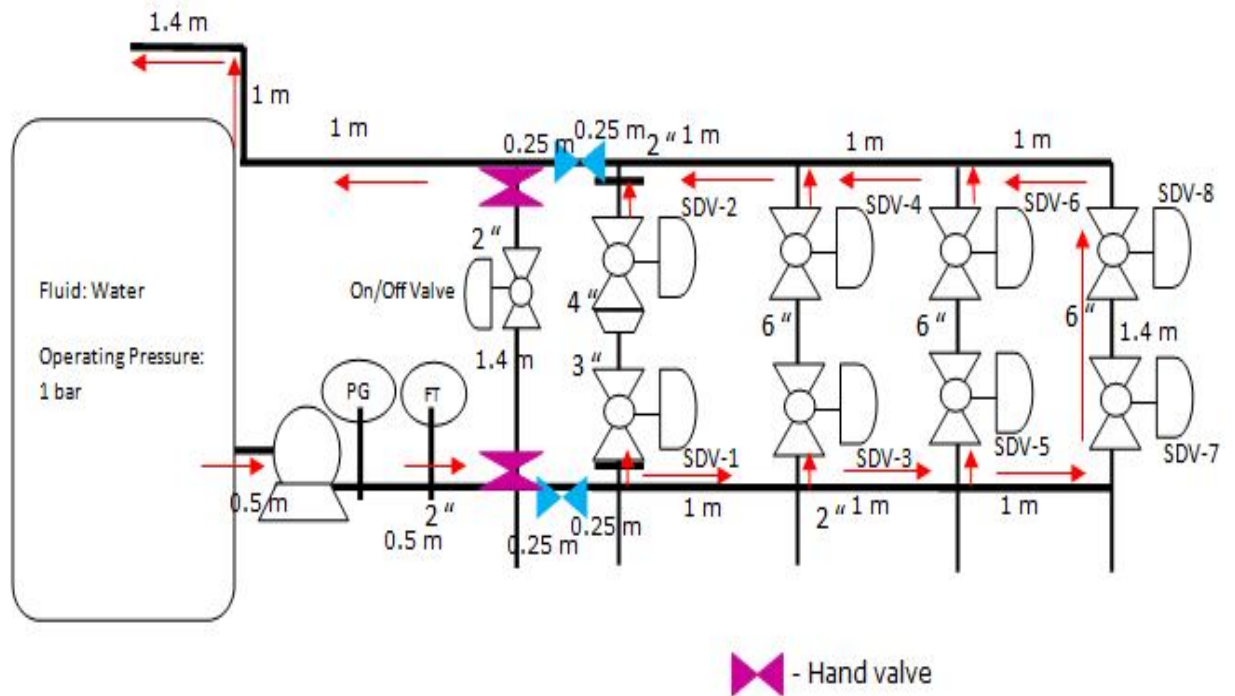 1.4 m
1 m
1 m
0.25 m
0.25 m
2 “
1 m
1 m
1 m
SDV-2
SDV-4
SDV-6
SDV-8
2 “
Fluid: Water
On/Off Valve
4 “
6 “
6 “
6 “
1.4 m
Operating Pressure:
1 bar
1.4 m
3 “
PG
FT
SDV-1
SDV-3
SDV-5
SDV-7
0.5 m
2 “
0.5 m
0.25 m
0.25 m
1 m
2 “
1 m
1 m
- Hand valve